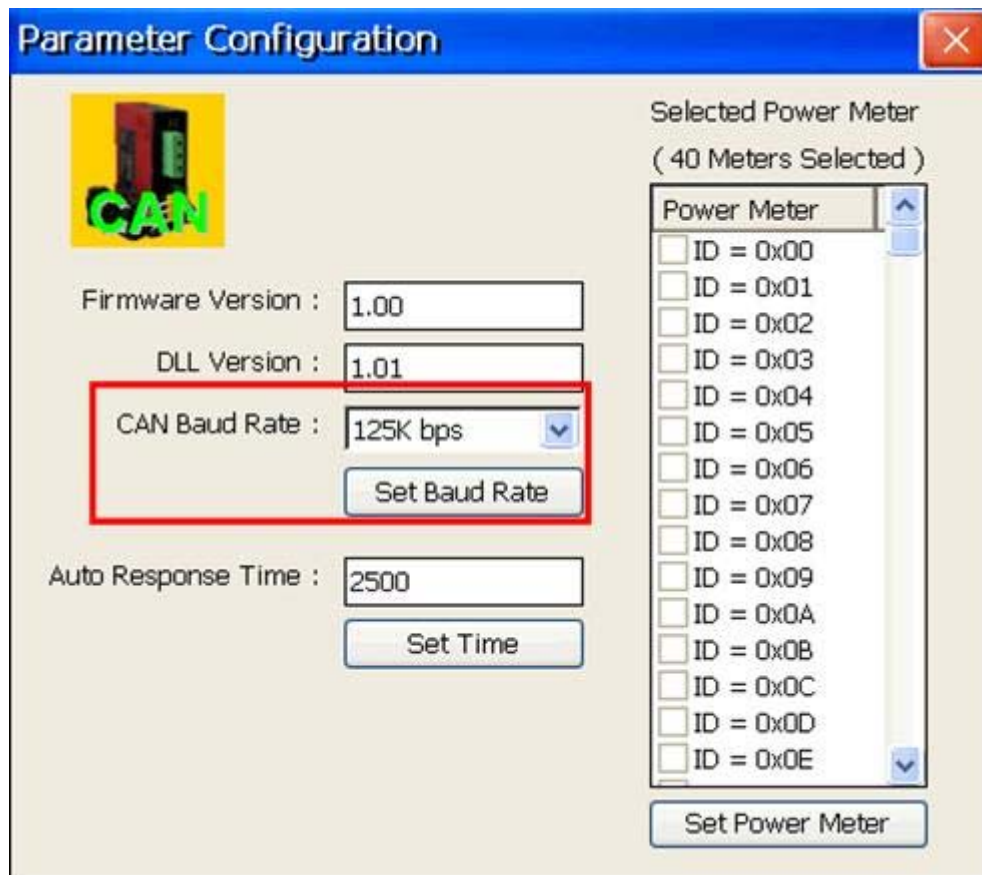 Parameter Configuration
CAN
Firmware Version :
1.00
DLL Version :
1.01
CAN Baud Rate :
125K bps
Set Baud Rate
Auto Response Time :
2500
Set Time
Selected Power Meter
( 40 Meters Selected )
Power Meter
ID = 0x00
ID = 0x01
ID = 0x02
ID = 0x03
ID = 0x04
ID = 0x05
ID = 0x06
ID = 0x07
ID = 0x08
ID = 0x09
ID = 0x0A
ID = 0x0B
ID = 0x0C
ID = 0x0D
ID = 0x0E
Set Power Meter